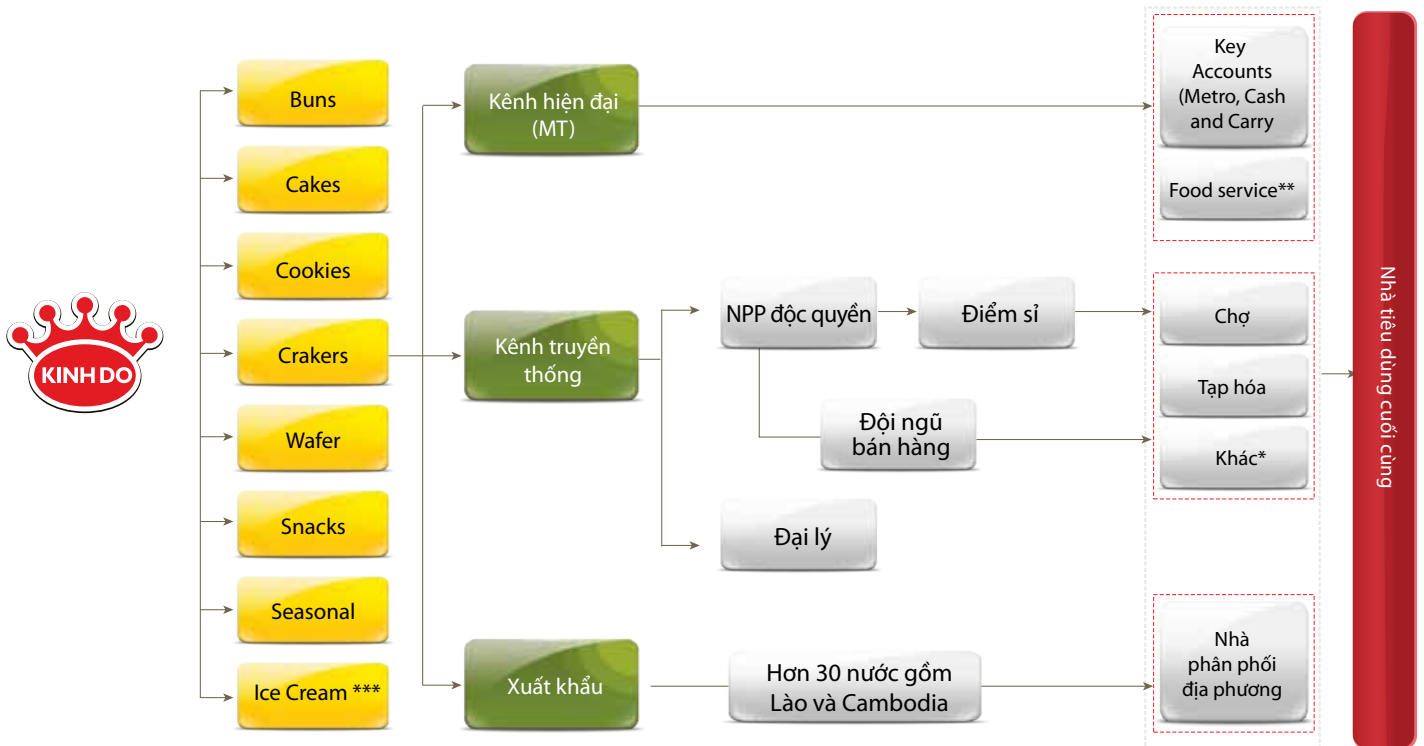 KINH DO
Buns
Cakes
Cookies
Crakers
Wafer
Snacks
Seasonal
Ice Cream ***
Kênh hiện đại
(MT)
Kênh truyền
thống
Xuất khẩu
NPP độc quyền
Điểm sỉ
Đội ngũ
bán hàng
Đại lý
Hơn 30 nước gồm
Lào và Cambodia
Key
Accounts
(Metro, Cash
and Carry
Food service**
Chợ
Tạp hóa
Khác*
Nhà
phân phối
địa phương
Nhà tiêu dùng cuối cùng